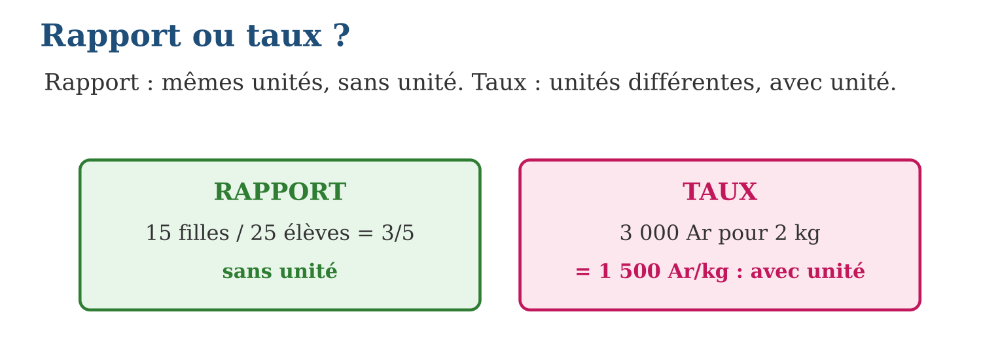 Rapport ou taux ?
Rapport : mêmes unités, sans unité. Taux : unités différentes, avec unité.
RAPPORT
15 filles / 25 élèves = 3/5
sans unité
TAUX
3 000 Ar pour 2 kg
= 1 500 Ar/kg : avec unité